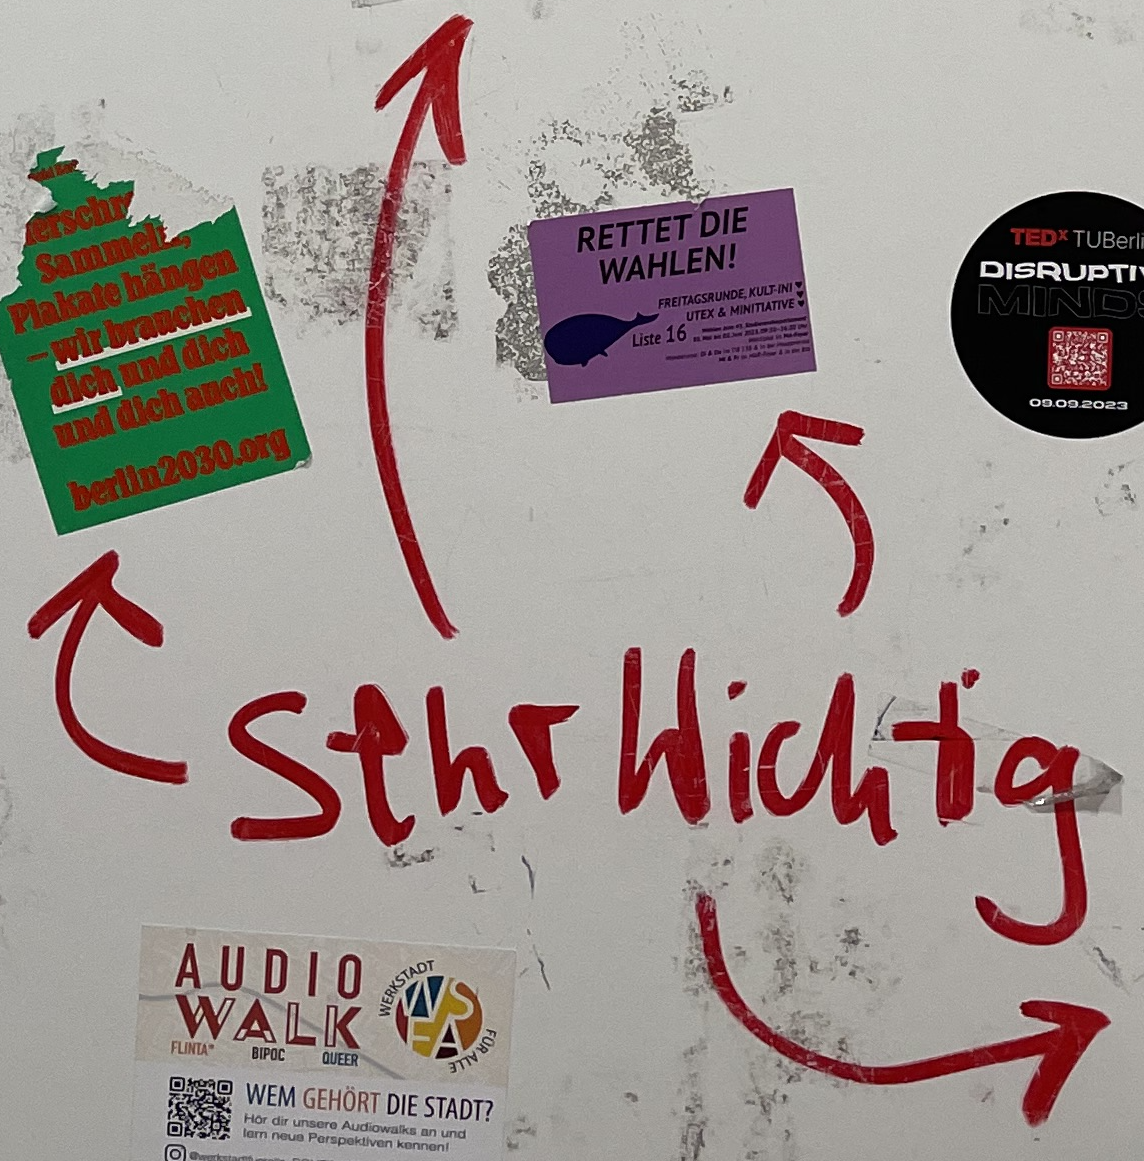 Sammeln,
Plakate hängen
– wir brauchen
dich und dich
und dich auch!
berlin2030.org
RETTET DIE
WAHLEN!
FREITAGSRUNDE, KULT-INI ♥
UTEX & MINITIATIVE ♥
Liste 16
TEDx TUBerli
DISRUPTIV
MINDS
09.09.2023
Sehr Wichtig
AUDIO
WALK
FLINTA* BIPOC QUEER
WERKSTADT
WS
FA
FÜR ALLE
WEM GEHÖRT DIE STADT?
Hör dir unsere Audiowalks an und
lern neue Perspektiven kennen!